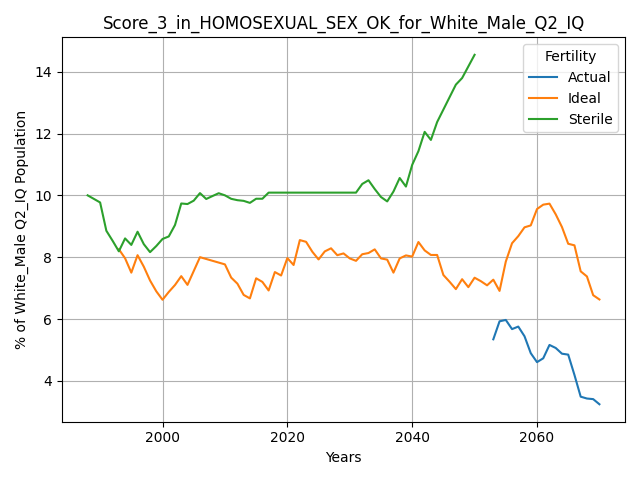 Score_3_in_HOMOSEXUAL_SEX_OK_for_White_Male_Q2_IQ
Fertility
Actual
Ideal
Sterile
% of White_Male Q2_IQ Population
14
12
10
8
6
4
2000
2020
2040
2060
Years